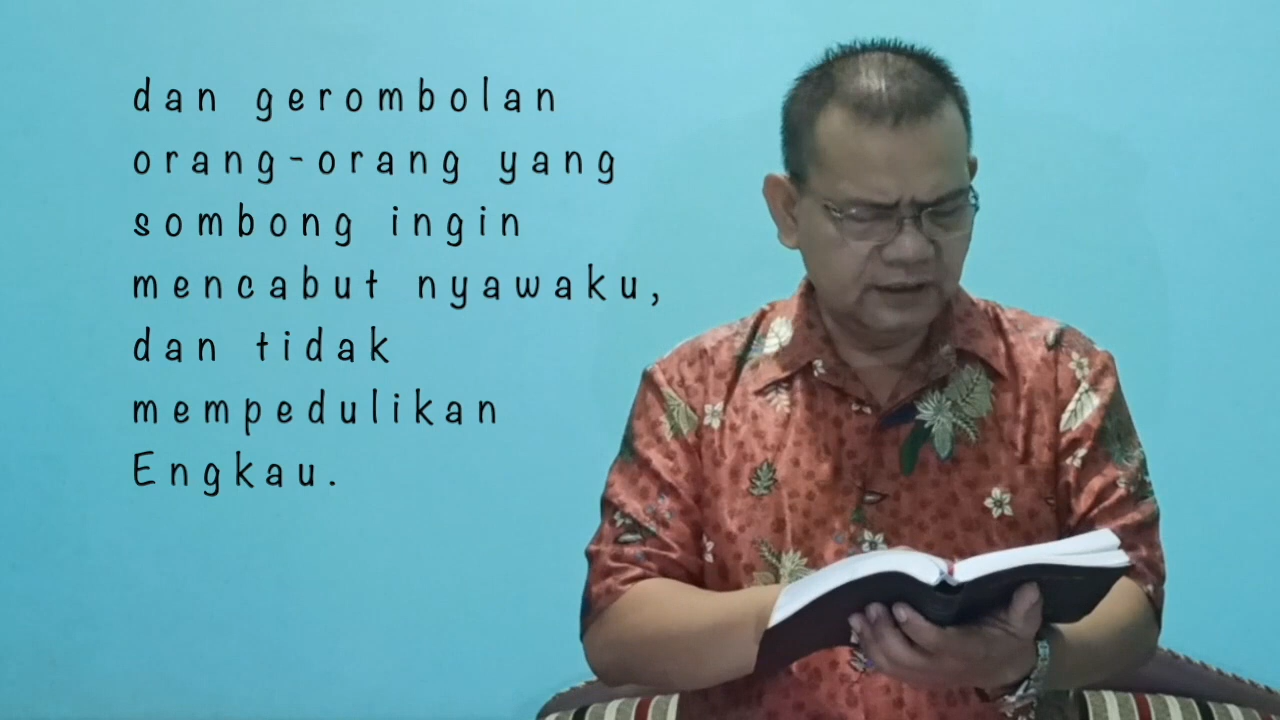 dan gerombolan
orang-orang yang
sombong ingin
mencabut nyawaku,
dan tidak
mempedulikan
Engkau.